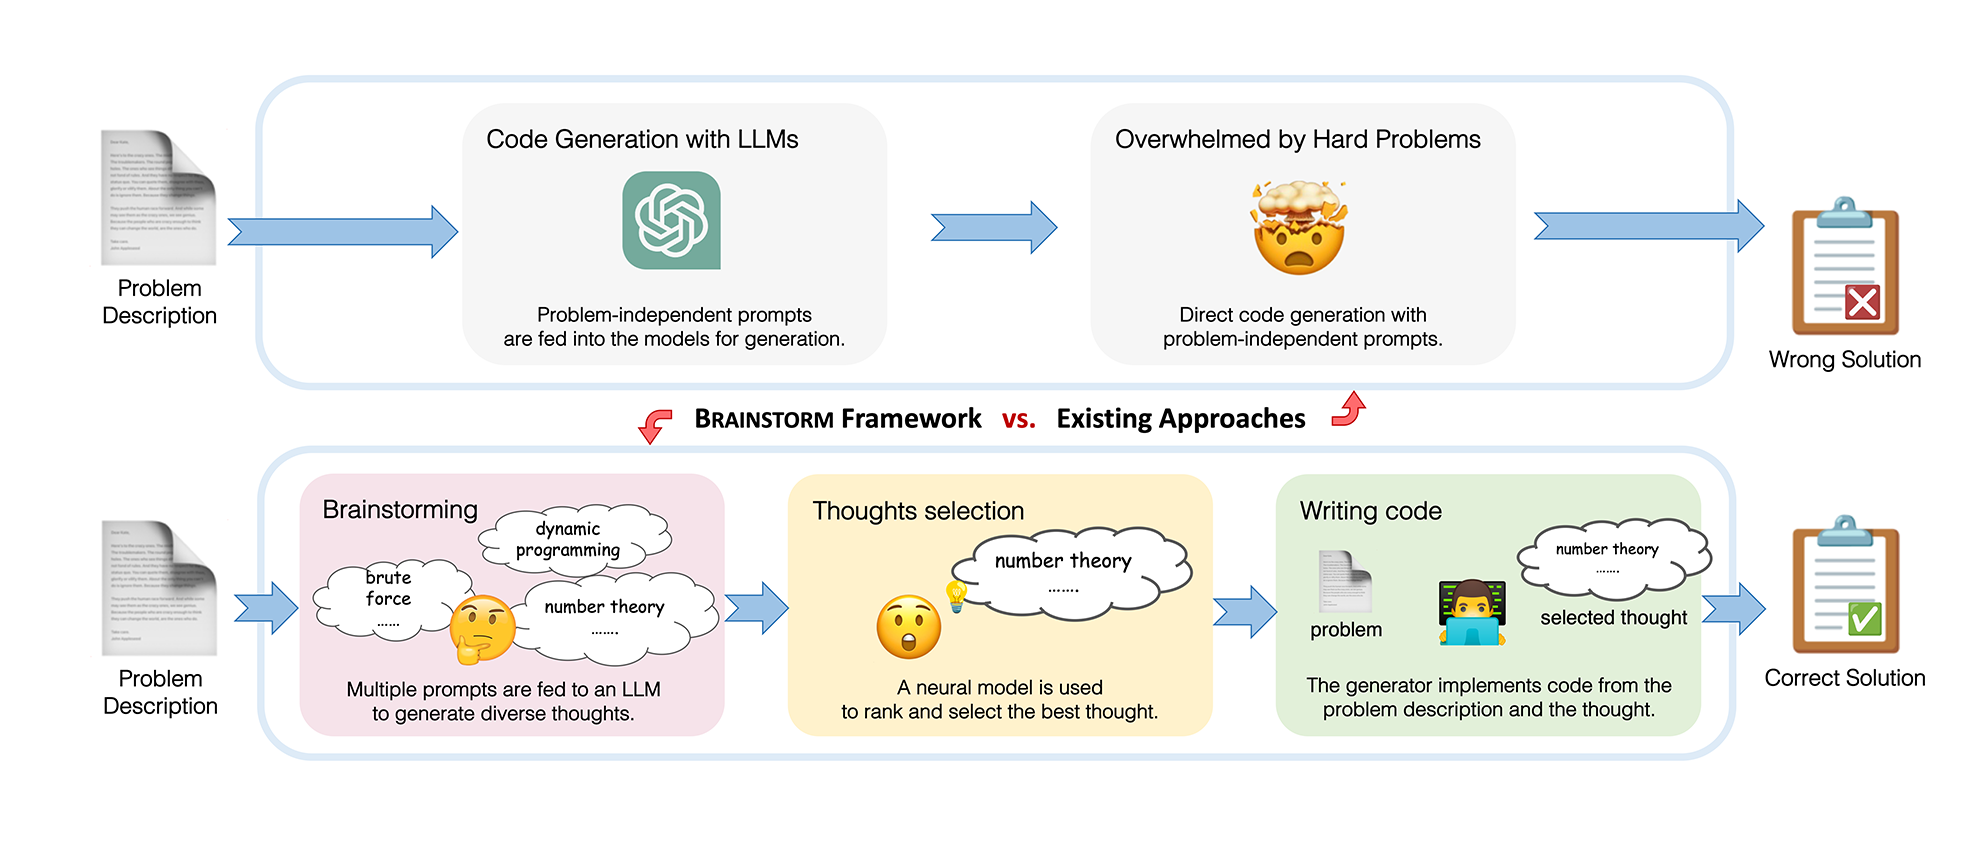 Code Generation with LLMs
Problem-independent prompts
are fed into the models for generation.
Overwhelmed by Hard Problems
Direct code generation with
problem-independent prompts.
Problem
Description
Wrong Solution
BRAINSTORM Framework vs. Existing Approaches
Brainstorming
dynamic
programming
brute
force
......
number theory
.......
Multiple prompts are fed to an LLM
to generate diverse thoughts.
Thoughts selection
number theory
.......
A neural model is used
to rank and select the best thought.
Writing code
number theory
.......
problem
selected thought
The generator implements code from the
problem description and the thought.
Problem
Description
Correct Solution